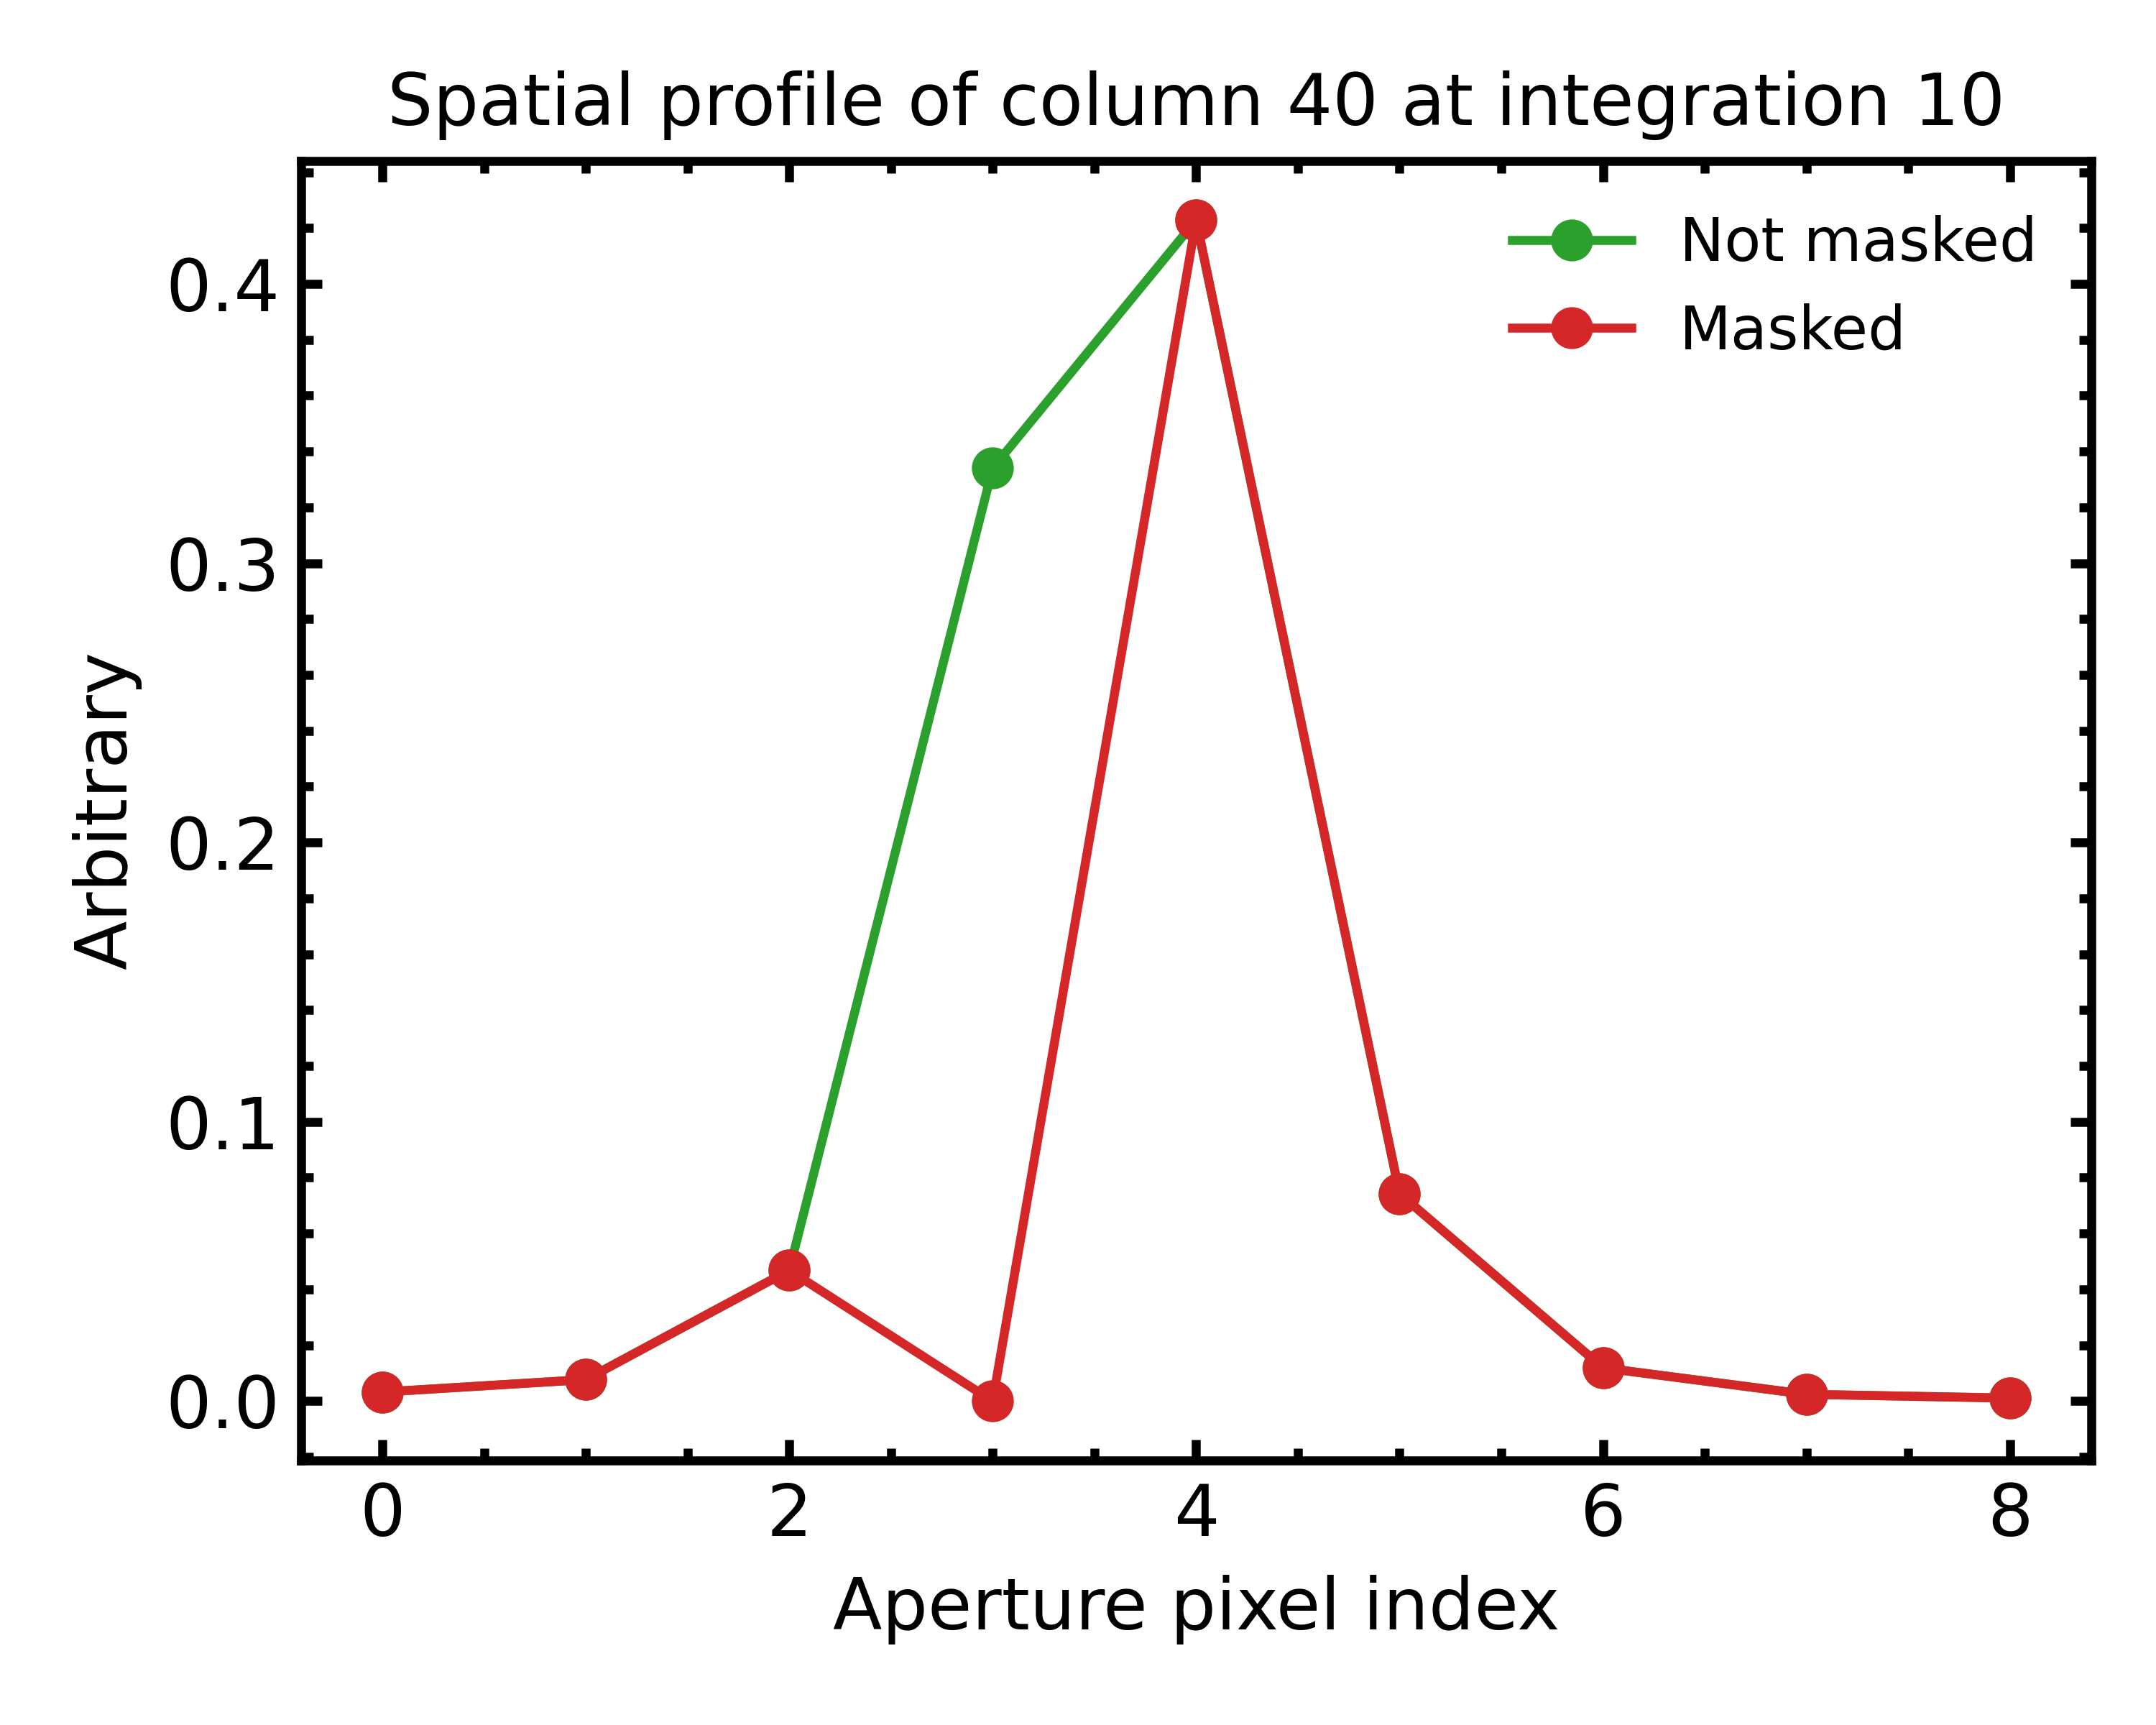 Spatial profile of column 40 at integration 10
Not masked
Masked
0.4
0.3
0.2
0.1
0.0
Arbitrary
0 2 4 6 8
Aperture pixel index